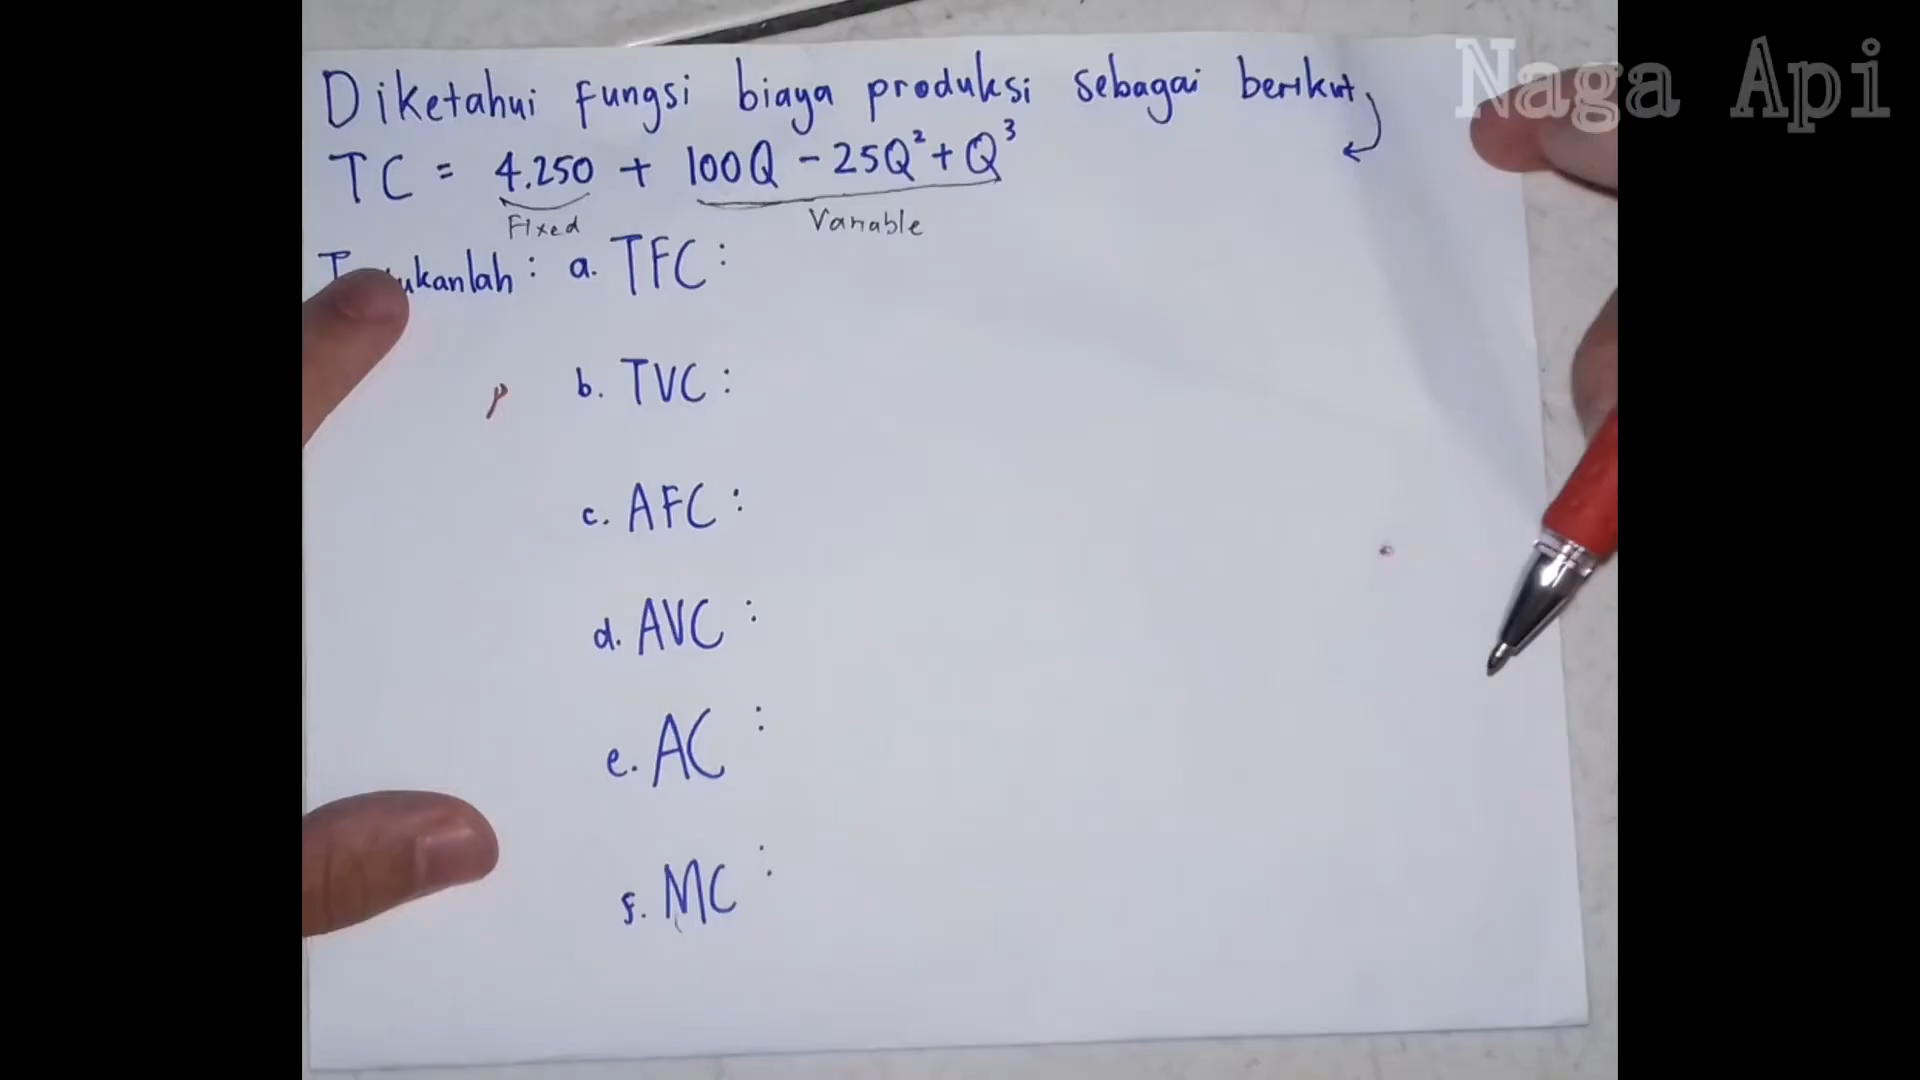 Naga Api
Diketahui fungsi biaya produksi sebagai berikut
TC = 4.250 + 100Q - 25Q² + Q³
Fixed Variable
: a. TFC :
b. TVC :
c. AFC :
d. AVC :
e. AC :
f. MC :